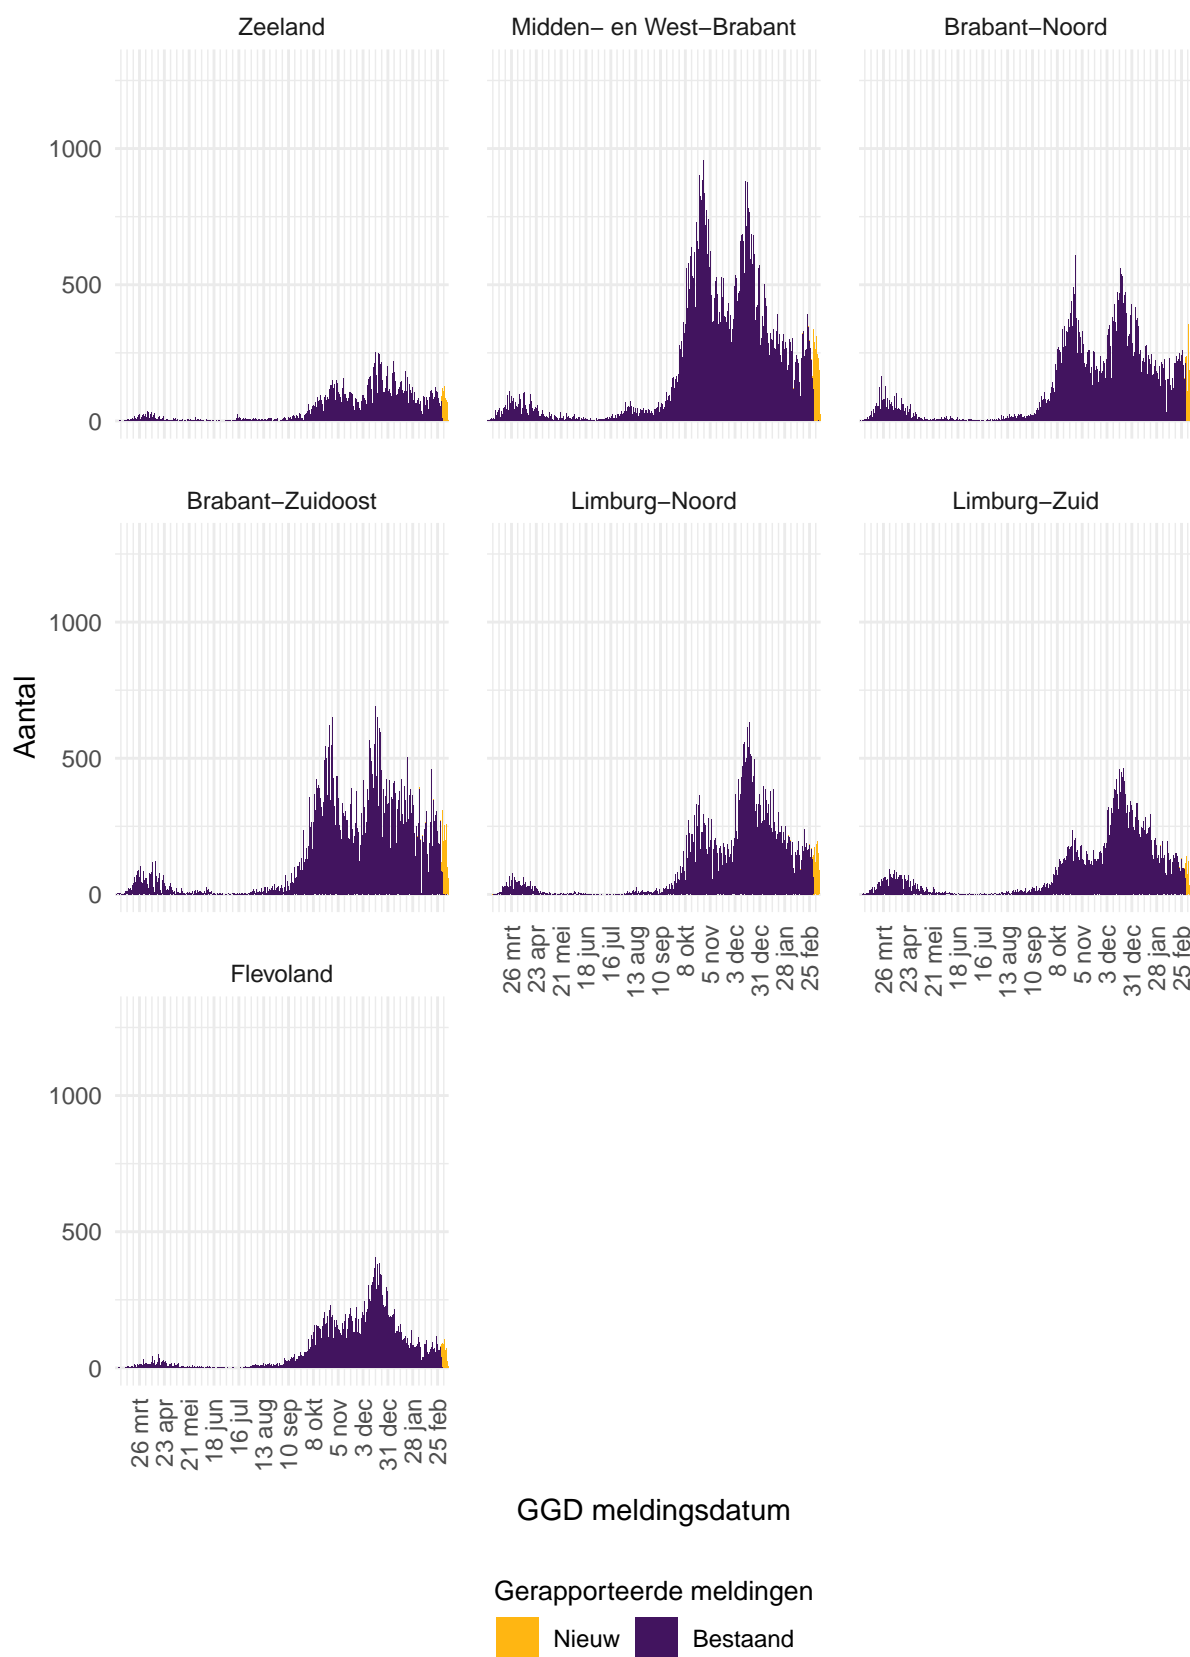 Zeeland
Midden− en West−Brabant
Brabant−Noord
1000
500
0
Brabant−Zuidoost
Limburg−Noord
Limburg−Zuid
1000
500
0
Aantal
26 mrt
23 apr
21 mei
18 jun
16 jul
13 aug
10 sep
8 okt
5 nov
3 dec
31 dec
28 jan
25 feb
26 mrt
23 apr
21 mei
18 jun
16 jul
13 aug
10 sep
8 okt
5 nov
3 dec
31 dec
28 jan
25 feb
Flevoland
1000
500
0
26 mrt
23 apr
21 mei
18 jun
16 jul
13 aug
10 sep
8 okt
5 nov
3 dec
31 dec
28 jan
25 feb
GGD meldingsdatum
Gerapporteerde meldingen
Nieuw
Bestaand